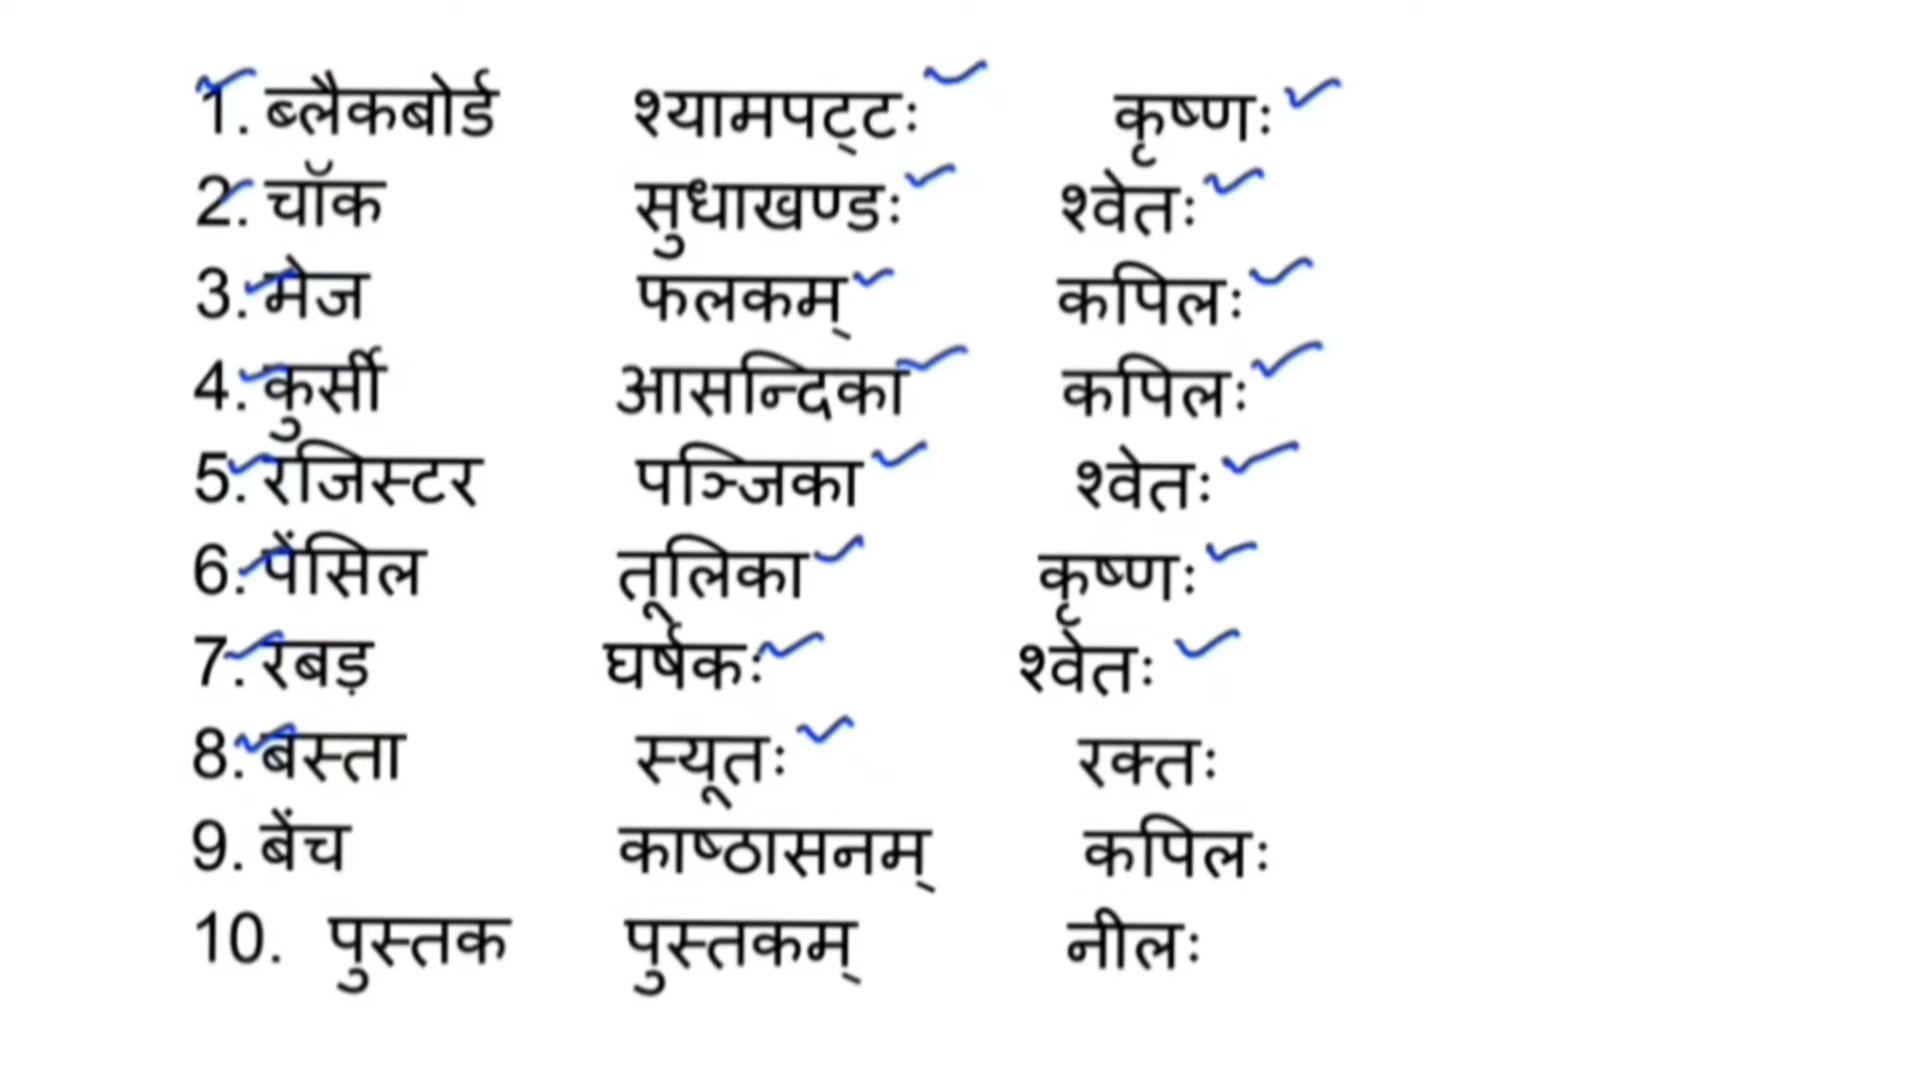 1. ब्लैकबोर्ड श्यामपट्टः कृष्णः
2. चॉक सुधाखण्डः श्वेतः
3. मेज फलकम् कपिलः
4. कुर्सी आसन्दिका कपिलः
5. रजिस्टर पञ्जिका श्वेतः
6. पेंसिल तूलिका कृष्णः
7. रबड़ घर्षकः श्वेतः
8. बस्ता स्यूतः रक्तः
9. बेंच काष्ठासनम् कपिलः
10. पुस्तक पुस्तकम् नीलः